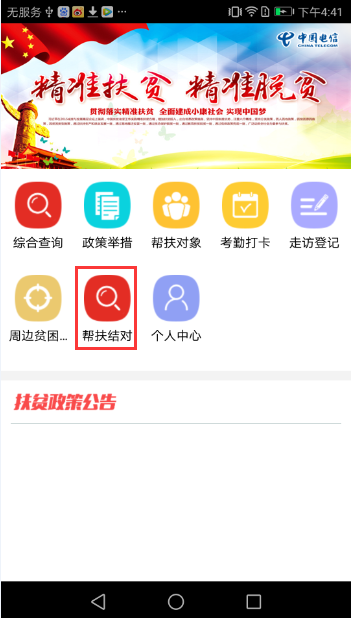 无服务 ··· 下午4:41
中国电信
CHINA TELECOM
精准扶贫 精准脱贫
贯彻落实精准扶贫 全面建成小康社会 实现中国梦
综合查询 政策举措 帮扶对象 考勤打卡 走访登记
周边贫困... 帮扶结对 个人中心
扶贫政策公告